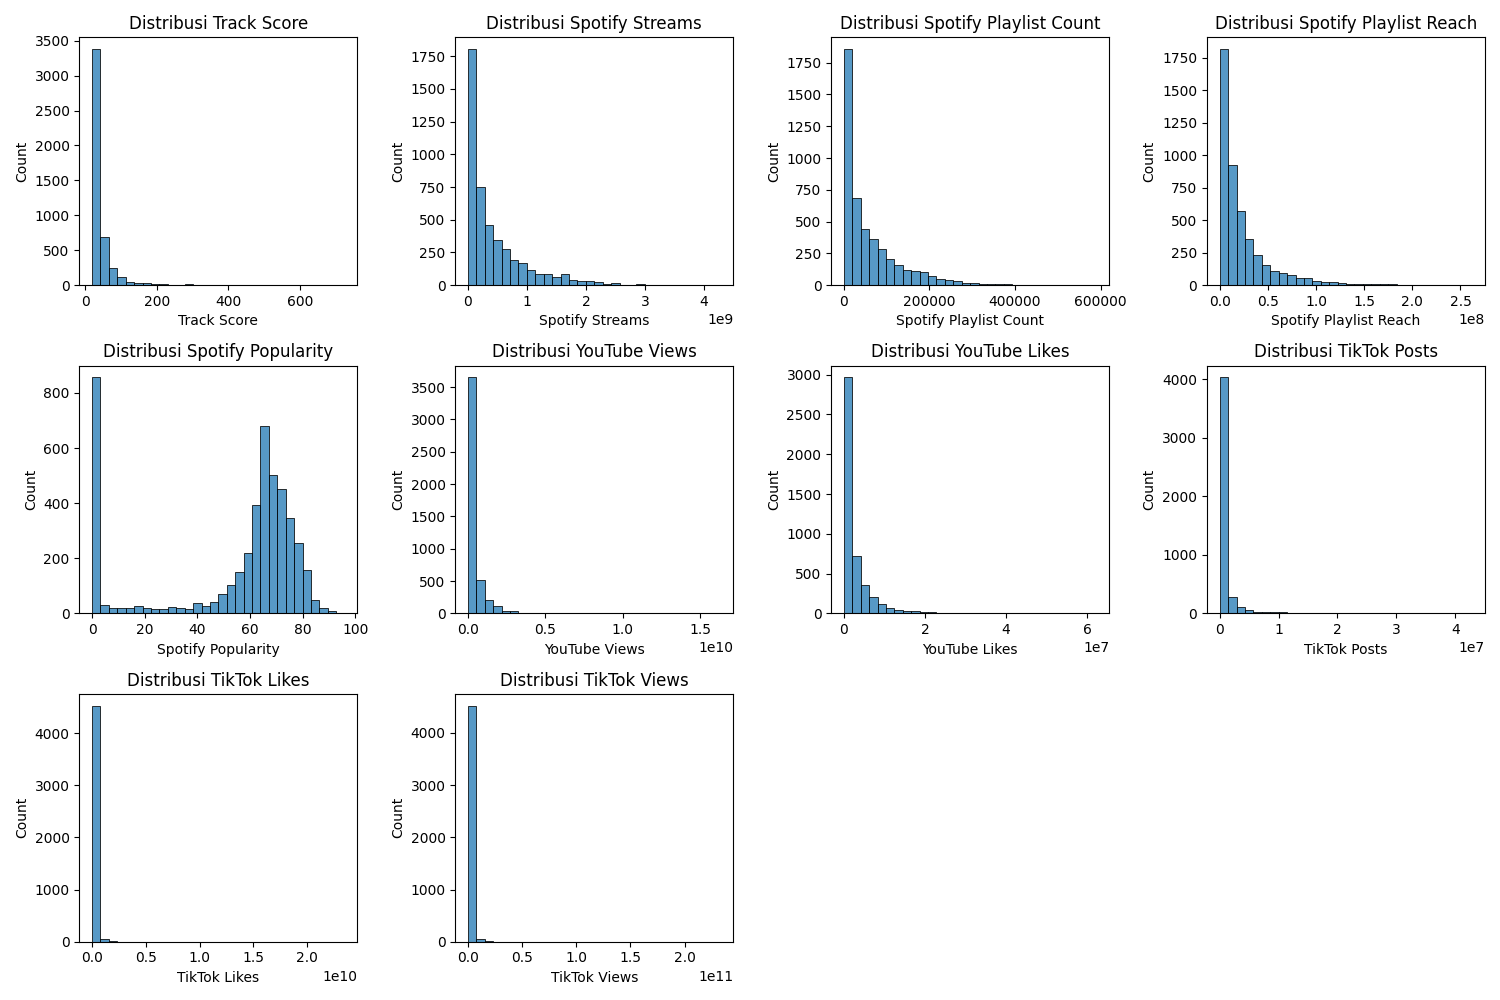 Distribusi Track Score
3500
3000
2500
2000
1500
1000
500
0
Count
0 200 400 600
Track Score
Distribusi Spotify Streams
1750
1500
1250
1000
750
500
250
0
Count
0 1 2 3 4
1e9
Spotify Streams
Distribusi Spotify Playlist Count
1750
1500
1250
1000
750
500
250
0
Count
0 200000 400000 600000
Spotify Playlist Count
Distribusi Spotify Playlist Reach
1750
1500
1250
1000
750
500
250
0
Count
0.0 0.5 1.0 1.5 2.0 2.5
1e8
Spotify Playlist Reach
Distribusi Spotify Popularity
800
600
400
200
0
Count
0 20 40 60 80 100
Spotify Popularity
Distribusi YouTube Views
3500
3000
2500
2000
1500
1000
500
0
Count
0.0 0.5 1.0 1.5
1e10
YouTube Views
Distribusi YouTube Likes
3000
2500
2000
1500
1000
500
0
Count
0 2 4 6
1e7
YouTube Likes
Distribusi TikTok Posts
4000
3000
2000
1000
0
Count
0 1 2 3 4
1e7
TikTok Posts
Distribusi TikTok Likes
4000
3000
2000
1000
0
Count
0.0 0.5 1.0 1.5 2.0
1e10
TikTok Likes
Distribusi TikTok Views
4000
3000
2000
1000
0
Count
0.0 0.5 1.0 1.5 2.0
1e11
TikTok Views